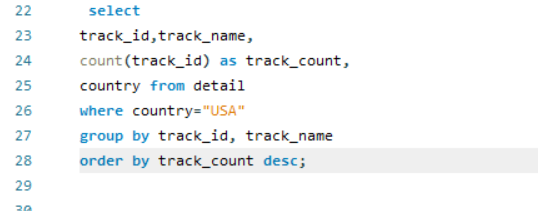 22 select
23 track_id,track_name,
24 count(track_id) as track_count,
25 country from detail
26 where country="USA"
27 group by track_id, track_name
28 order by track_count desc;
29
30